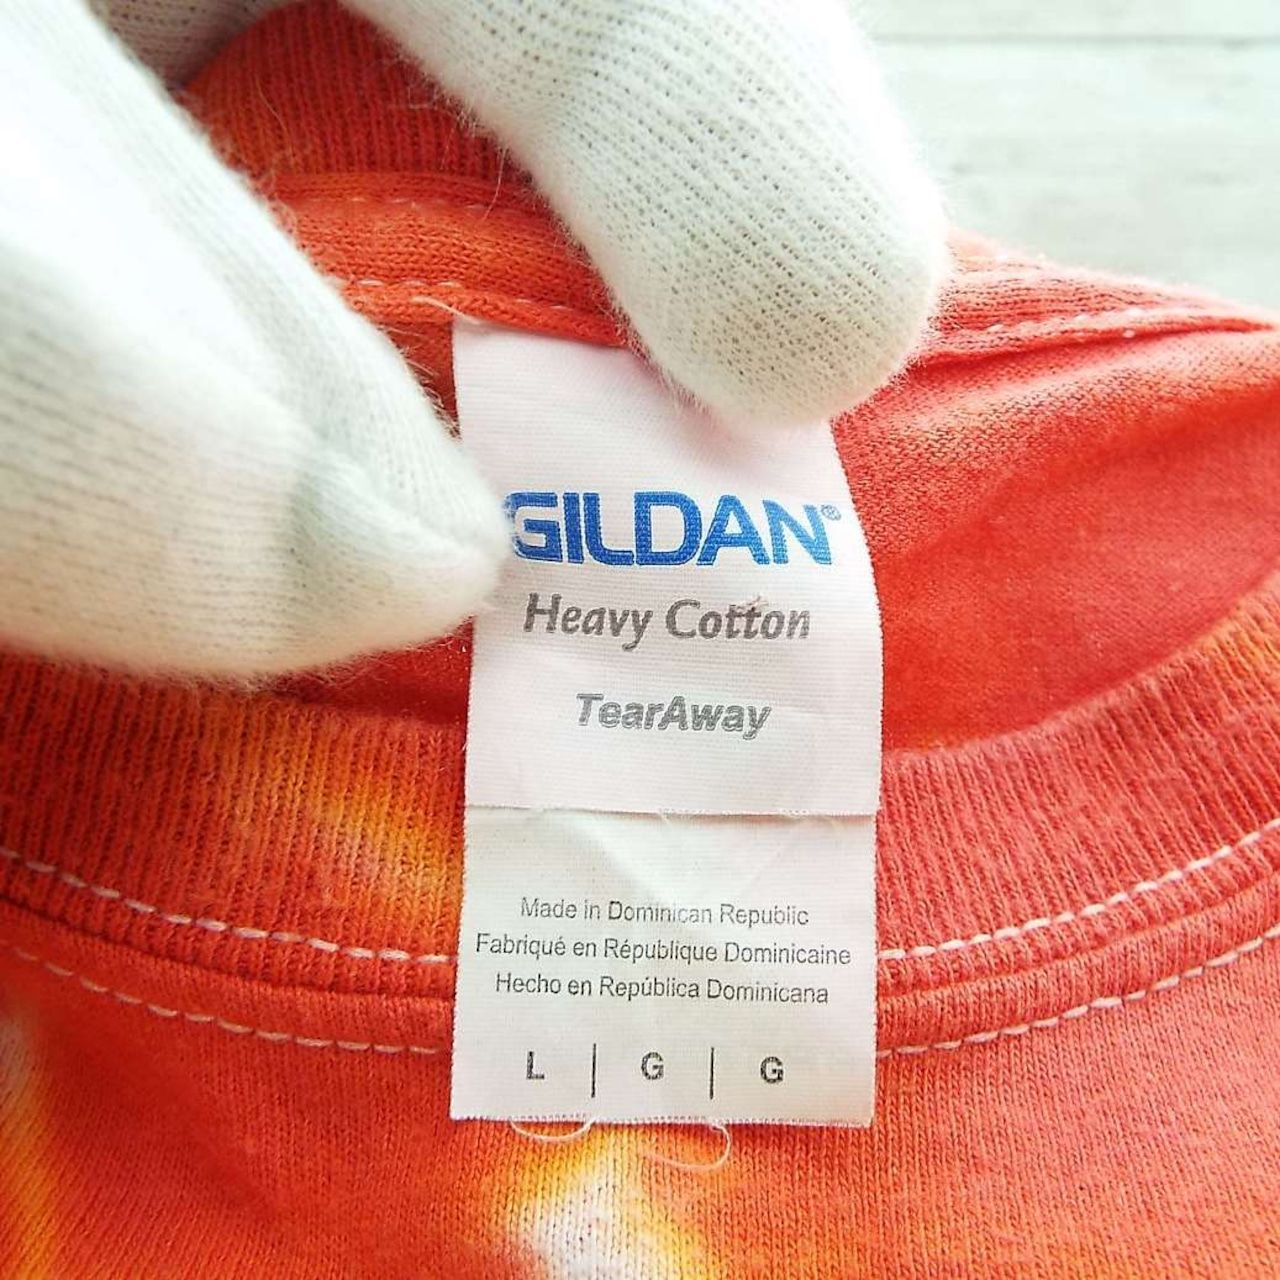 GILDAN®
Heavy Cotton
TearAway
Made in Dominican Republic
Fabriqué en République Dominicaine
Hecho en República Dominicana
L | G | G